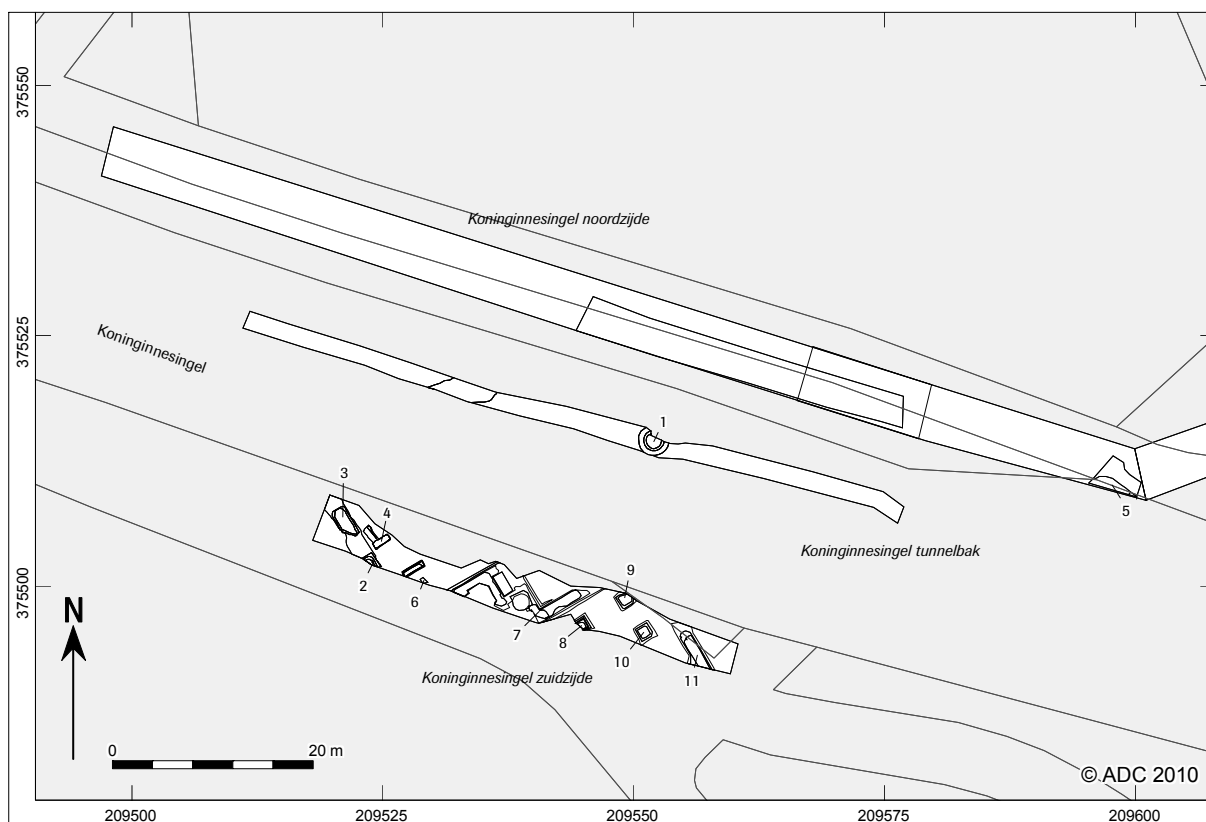 375550
Koninginnesingel noordzijde
375525
Koninginnesingel
1
3
4
5
Koninginnesingel tunnelbak
2
6
375500
9
7
8
10
11
N
Koninginnesingel zuidzijde
0 20 m
© ADC 2010
209500 209525 209550 209575 209600